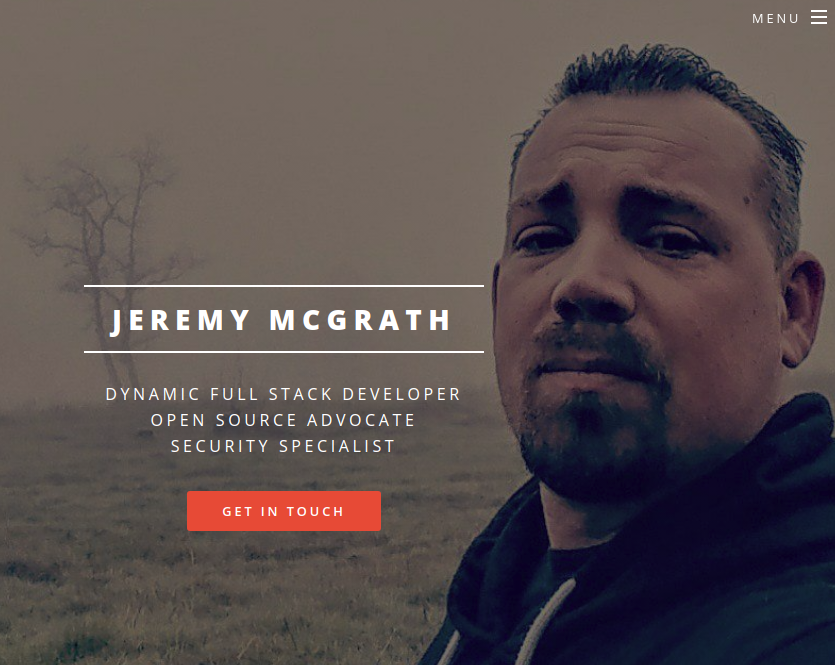 MENU
JEREMY MCGRATH
DYNAMIC FULL STACK DEVELOPER
OPEN SOURCE ADVOCATE
SECURITY SPECIALIST
GET IN TOUCH